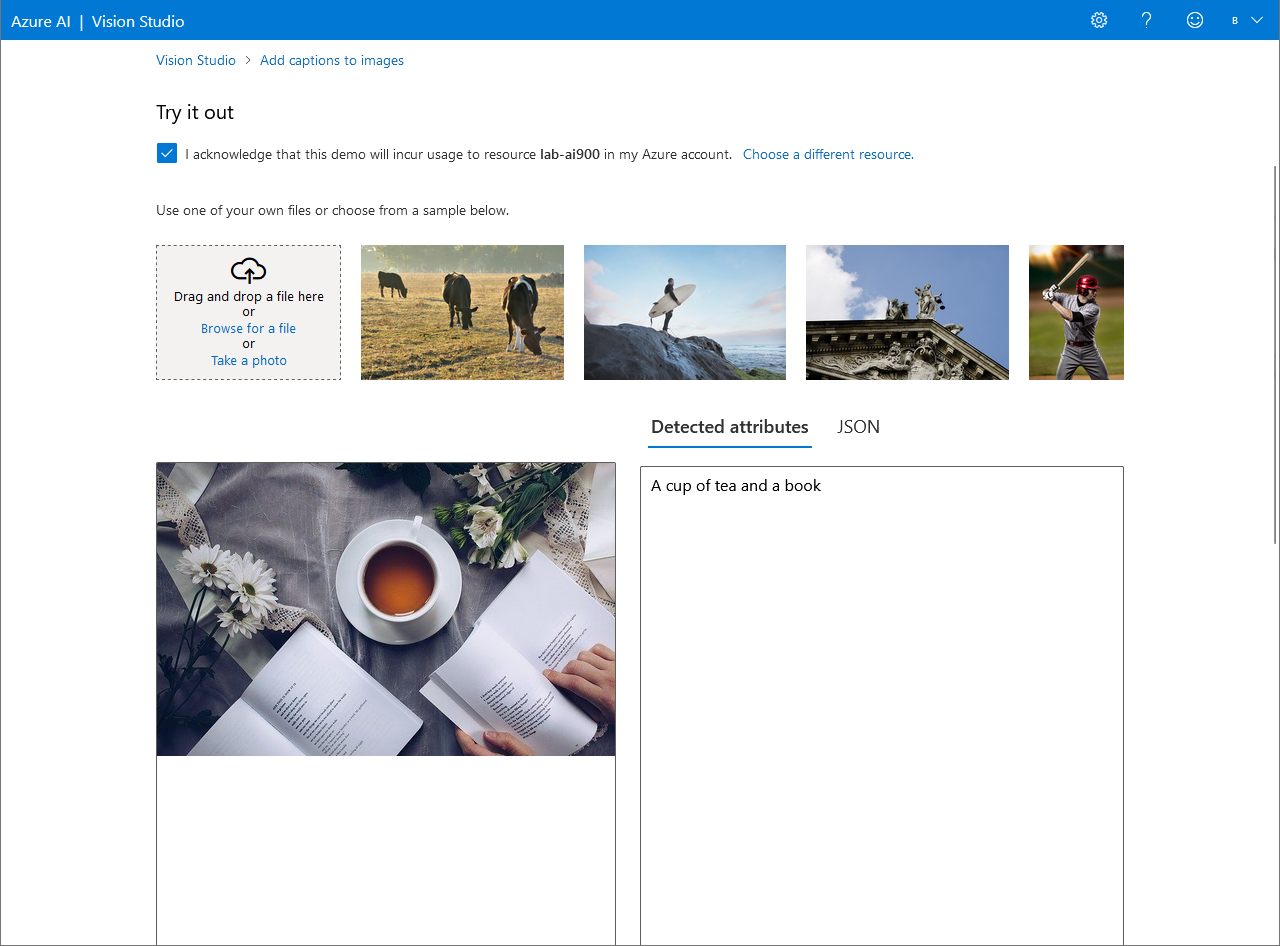 Azure AI | Vision Studio
B
Vision Studio > Add captions to images
Try it out
I acknowledge that this demo will incur usage to resource lab-ai900 in my Azure account. Choose a different resource.
Use one of your own files or choose from a sample below.
Drag and drop a file here
or
Browse for a file
or
Take a photo
Detected attributes JSON
A cup of tea and a book